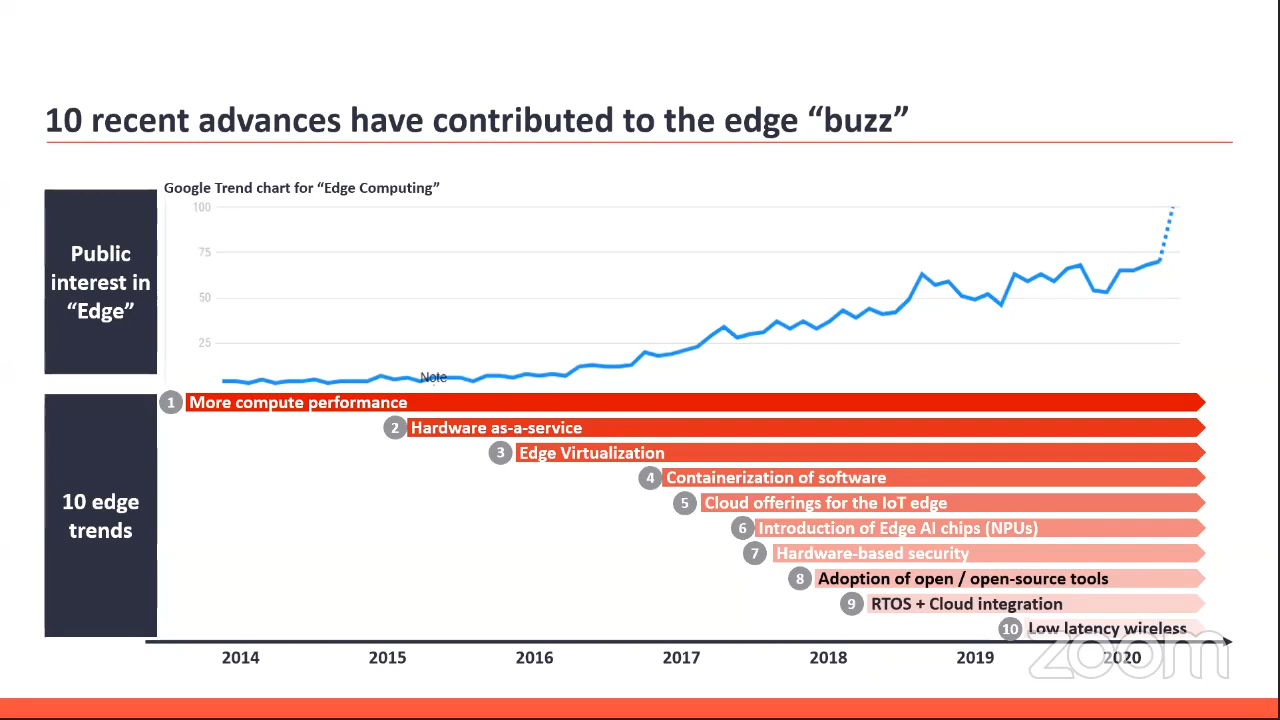 10 recent advances have contributed to the edge “buzz”
Google Trend chart for “Edge Computing”
Public
interest in
“Edge”
100
75
50
25
Note
10 edge
trends
1 More compute performance
2 Hardware as-a-service
3 Edge Virtualization
4 Containerization of software
5 Cloud offerings for the IoT edge
6 Introduction of Edge AI chips (NPUs)
7 Hardware-based security
8 Adoption of open / open-source tools
9 RTOS + Cloud integration
10 Low latency wireless
2014 2015 2016 2017 2018 2019 2020
zoom